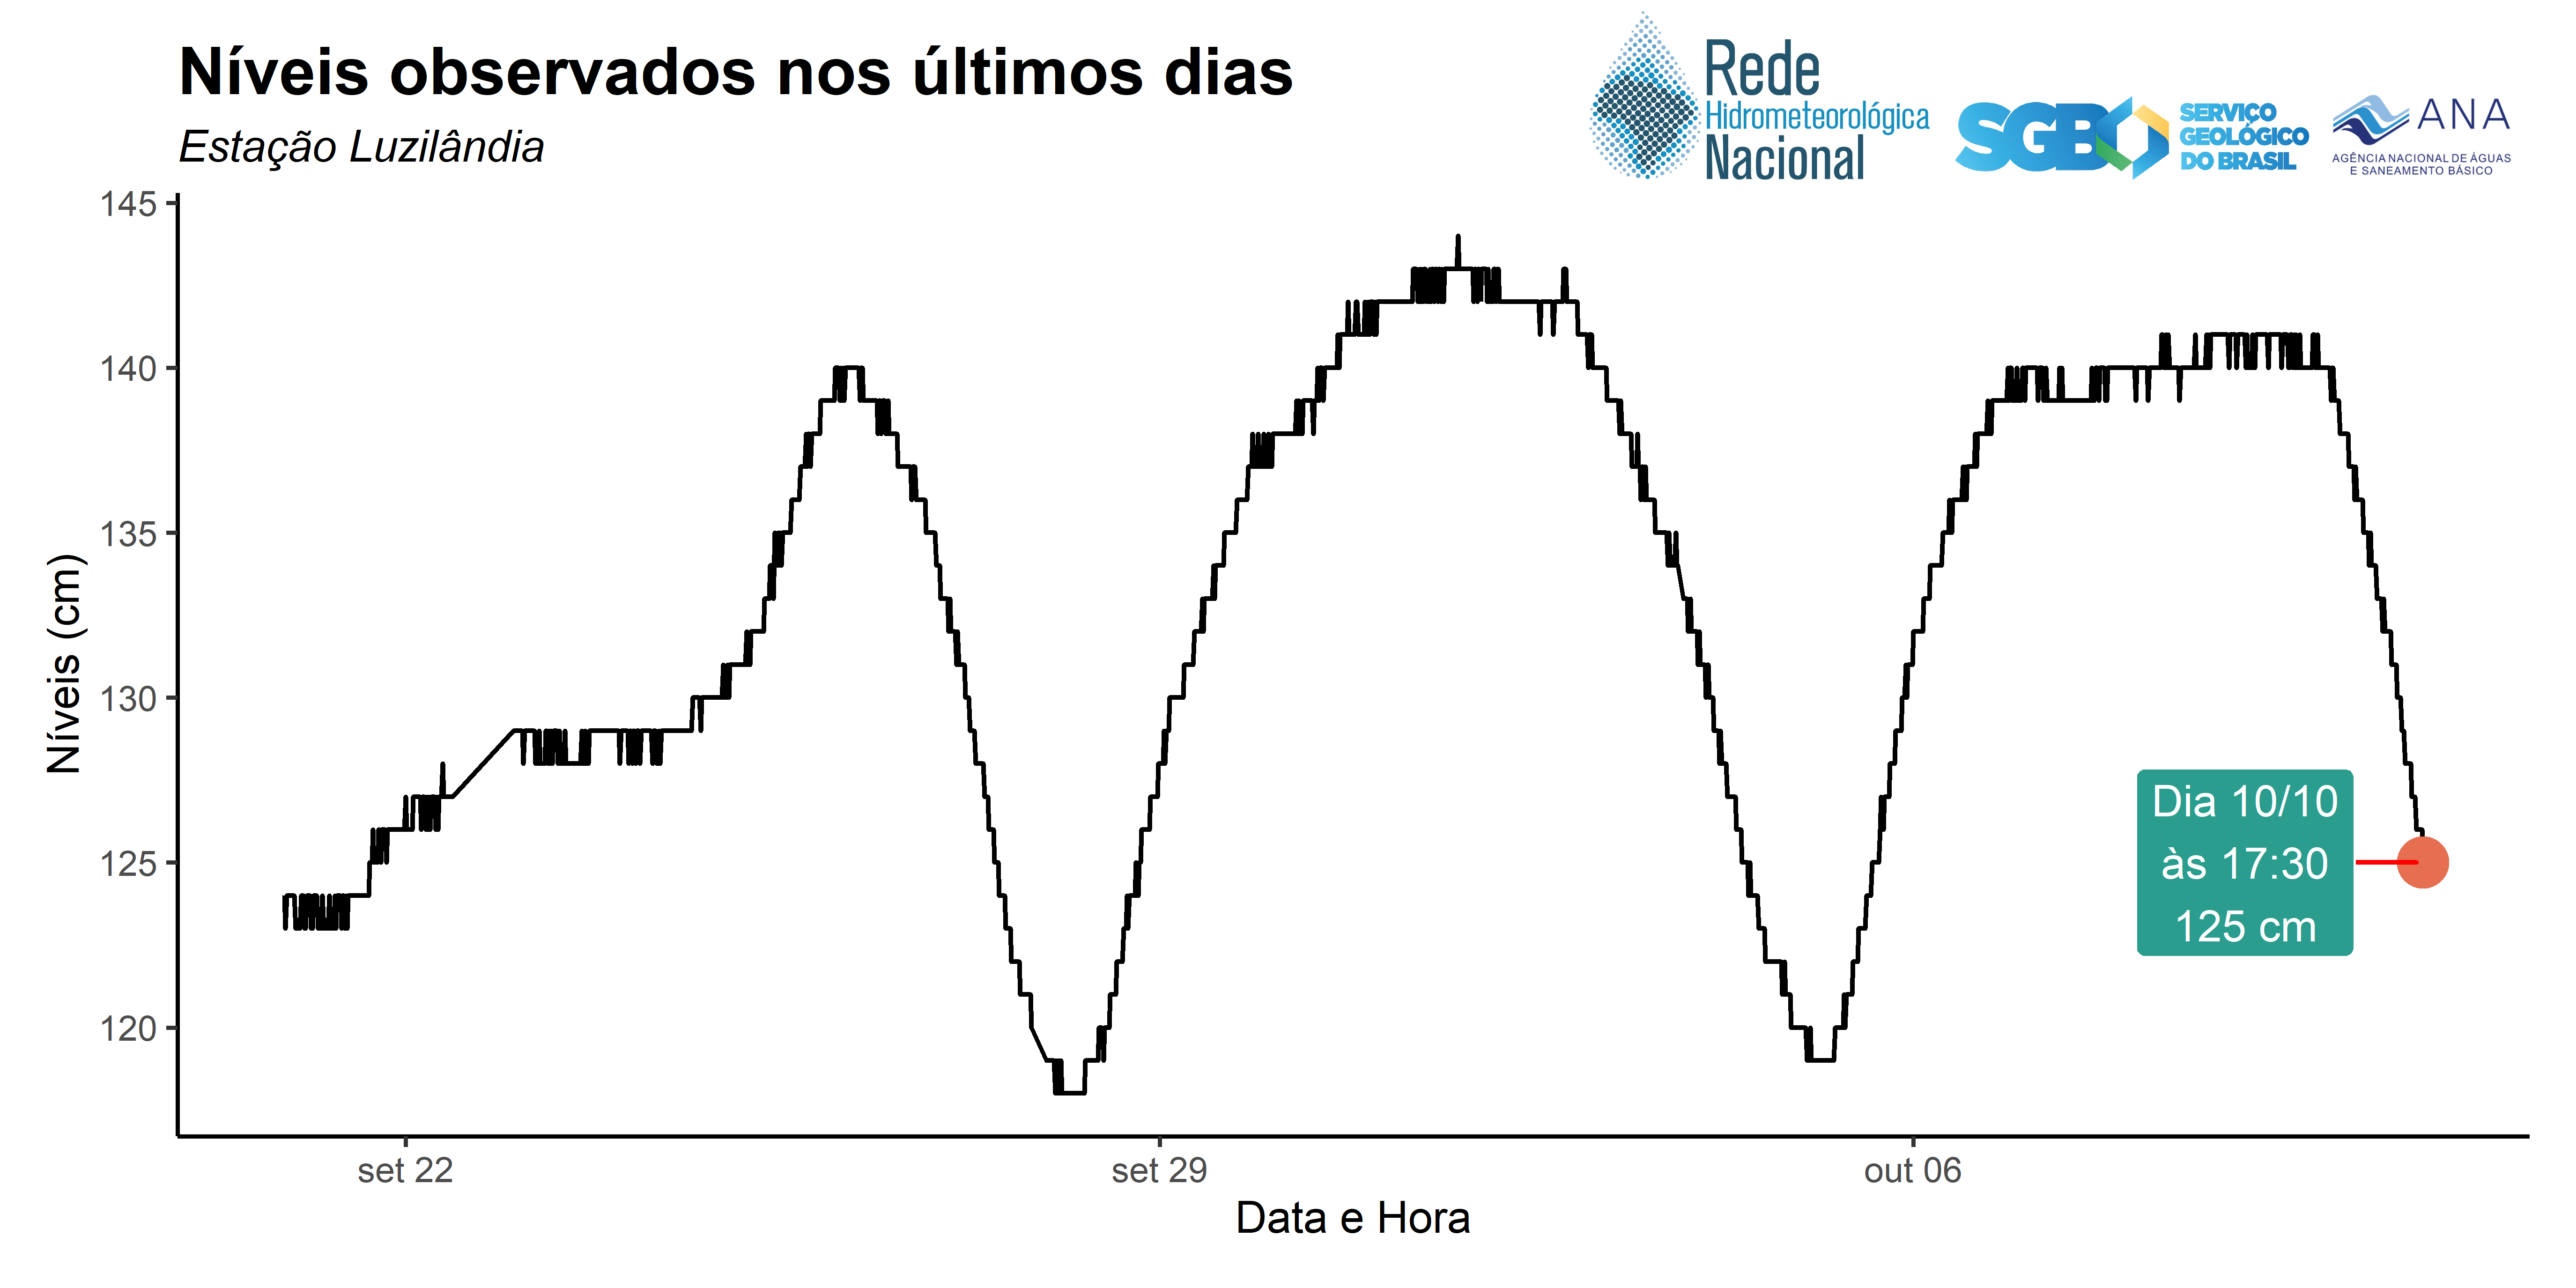 Níveis observados nos últimos dias
Estação Luzilândia
Rede
Hidrometeorológica
Nacional
SGB
SERVIÇO
GEOLÓGICO
DO BRASIL
ANA
AGÊNCIA NACIONAL DE ÁGUAS
E SANEAMENTO BÁSICO
145
140
135
130
125
120
Níveis (cm)
Dia 10/10
às 17:30
125 cm
set 22
set 29
out 06
Data e Hora